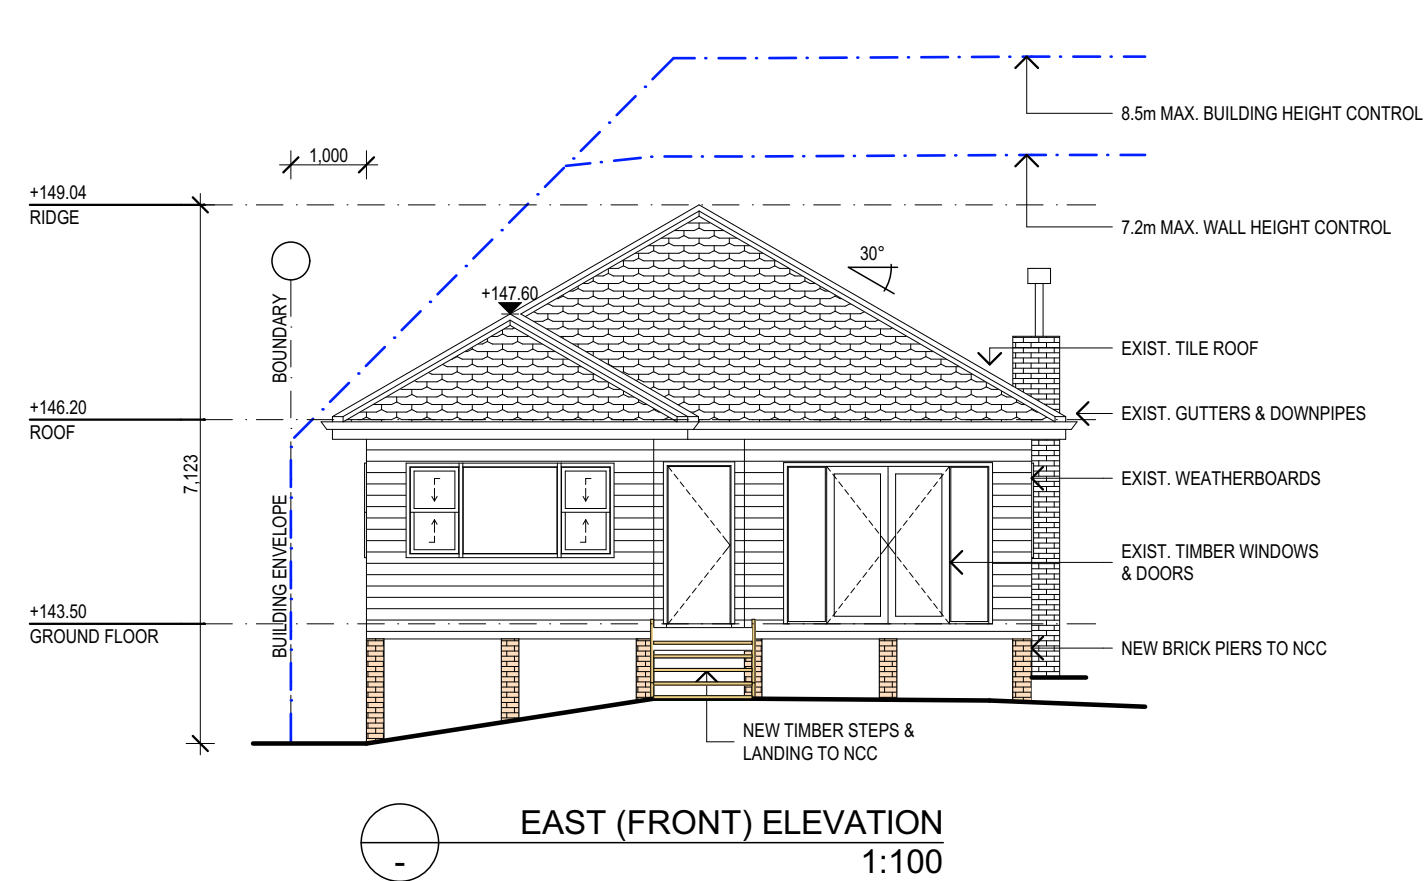 8.5m MAX. BUILDING HEIGHT CONTROL
1,000
+149.04
RIDGE
7.2m MAX. WALL HEIGHT CONTROL
30°
+147.60
BOUNDARY
EXIST. TILE ROOF
+146.20
ROOF
EXIST. GUTTERS & DOWNPIPES
7,123
EXIST. WEATHERBOARDS
BUILDING ENVELOPE
EXIST. TIMBER WINDOWS
& DOORS
+143.50
GROUND FLOOR
NEW BRICK PIERS TO NCC
NEW TIMBER STEPS &
LANDING TO NCC
EAST (FRONT) ELEVATION
-
1:100